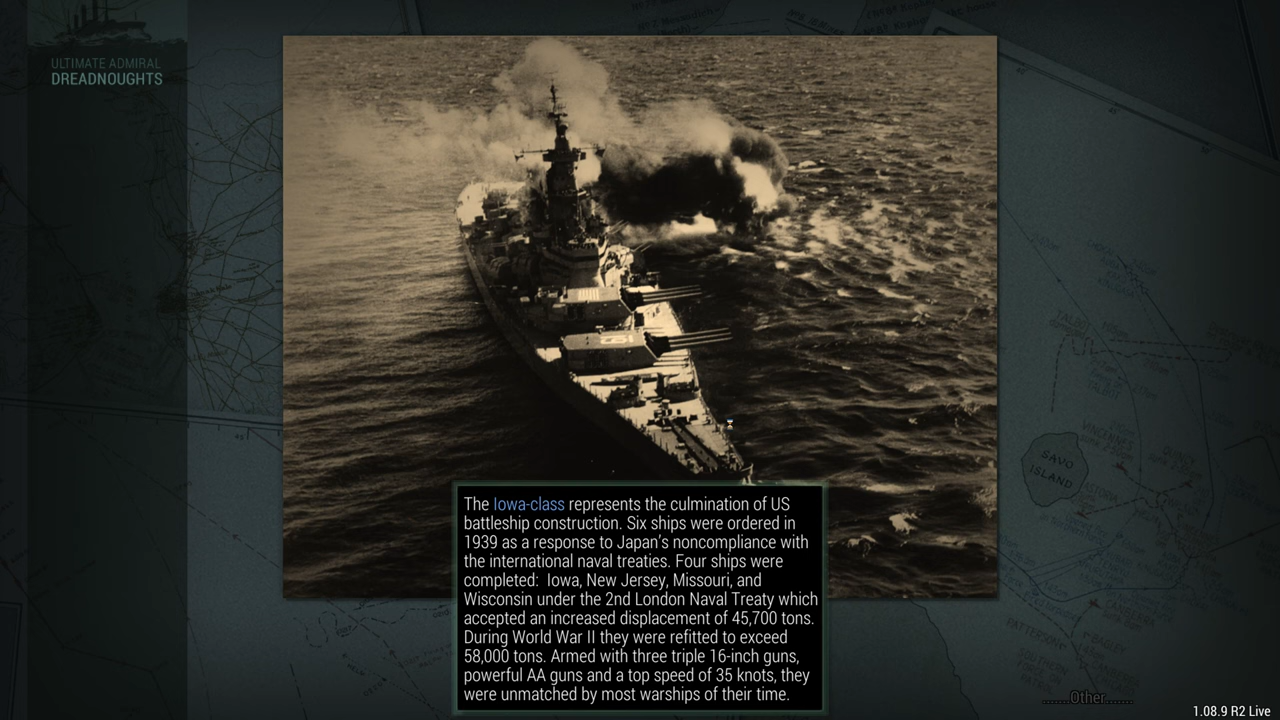 ULTIMATE ADMIRAL
DREADNOUGHTS
SAVO
ISLAND
The Iowa-class represents the culmination of US
battleship construction. Six ships were ordered in
1939 as a response to Japan's noncompliance with
the international naval treaties. Four ships were
completed:  Iowa, New Jersey, Missouri, and
Wisconsin under the 2nd London Naval Treaty which
accepted an increased displacement of 45,700 tons.
During World War II they were refitted to exceed
58,000 tons. Armed with three triple 16-inch guns,
powerful AA guns and a top speed of 35 knots, they
were unmatched by most warships of their time.
PATTERSON
BAGLEY
Other
1.08.9 R2 Live